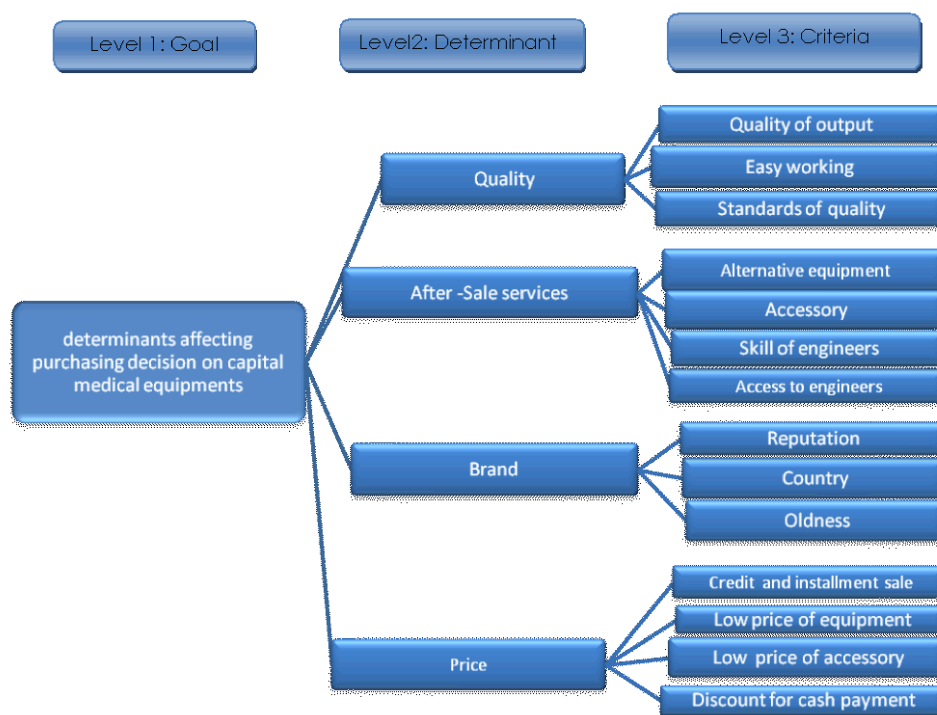 Level 1: Goal
Level2: Determinant
Level 3: Criteria
determinants affecting
purchasing decision on capital
medical equipments
Quality
Quality of output
Easy working
Standards of quality
After -Sale services
Alternative equipment
Accessory
Skill of engineers
Access to engineers
Brand
Reputation
Country
Oldness
Price
Credit and installment sale
Low price of equipment
Low price of accessory
Discount for cash payment